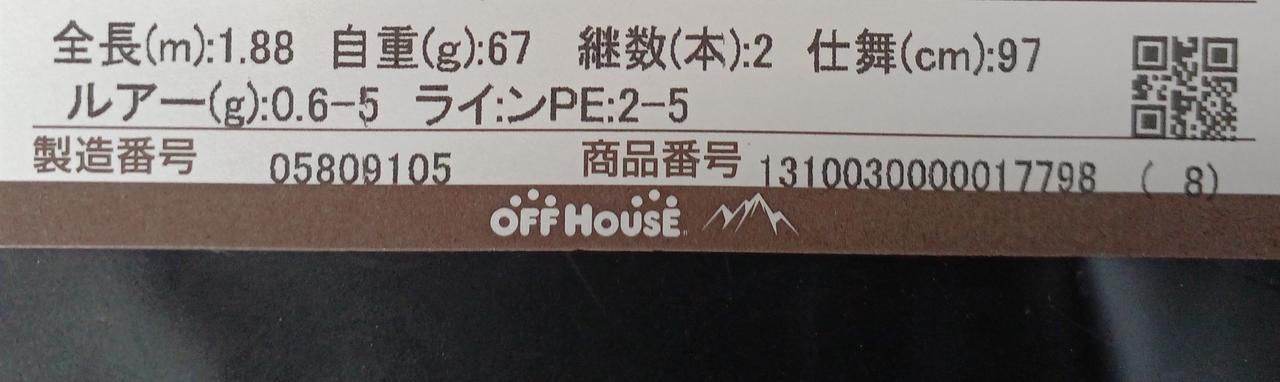 全長(m):1.88 自重(g):67 継数(本):2 仕舞(cm):97
ルアー(g):0.6-5 ライ:ンPE:2-5
製造番号 05809105 商品番号 1310030000017798 ( 8)
OFF HOUSE